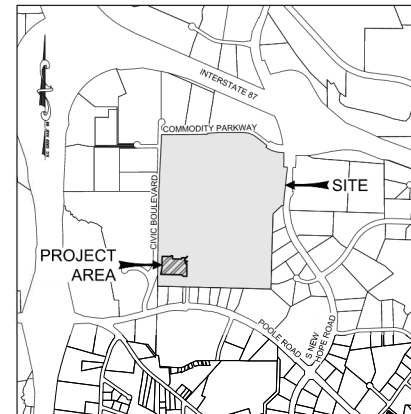 INTERSTATE 87
COMMODITY PARKWAY
SITE
CIVIC BOULEVARD
PROJECT
AREA
POOLE ROAD
S NEW
HOPE ROAD